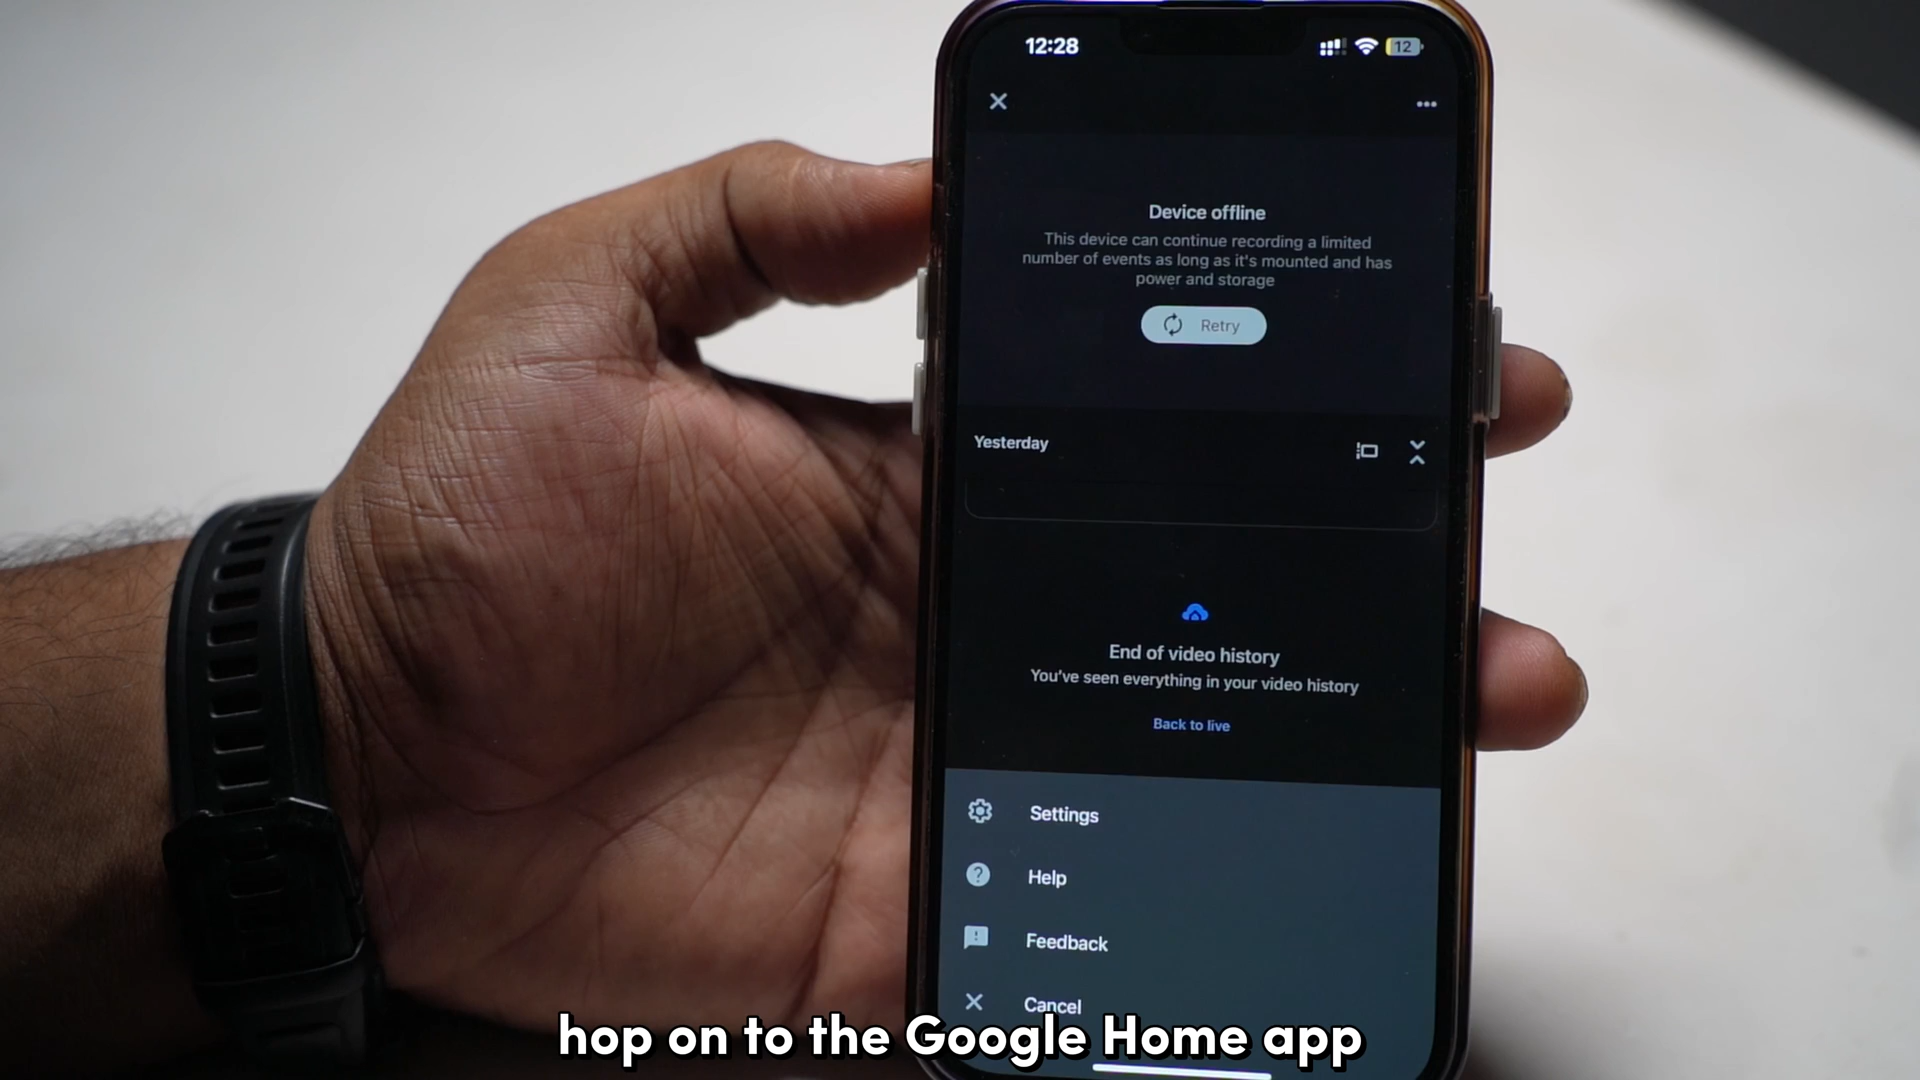 12:28
12
Device offline
This device can continue recording a limited
number of events as long as it's mounted and has
power and storage
Retry
Yesterday
End of video history
You've seen everything in your video history
Back to live
Settings
Help
Feedback
Cancel
hop on to the Google Home app